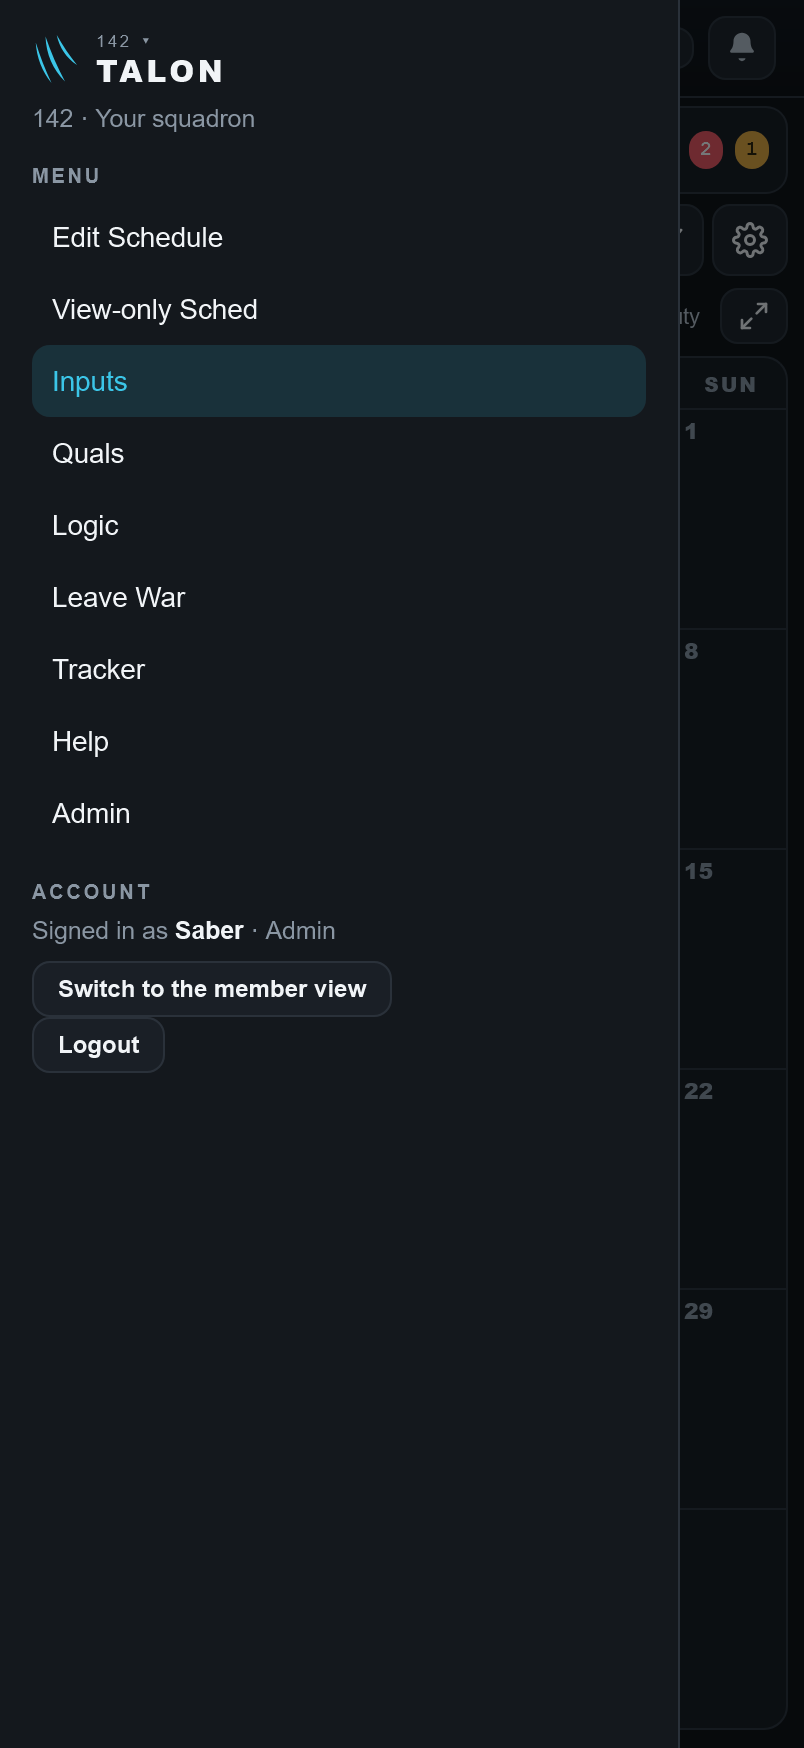 142 ▾
TALON
142 · Your squadron
MENU
Edit Schedule
View-only Sched
Inputs
Quals
Logic
Leave War
Tracker
Help
Admin
ACCOUNT
Signed in as Saber · Admin
Switch to the member view
Logout
2 1
SUN
1
8
15
22
29